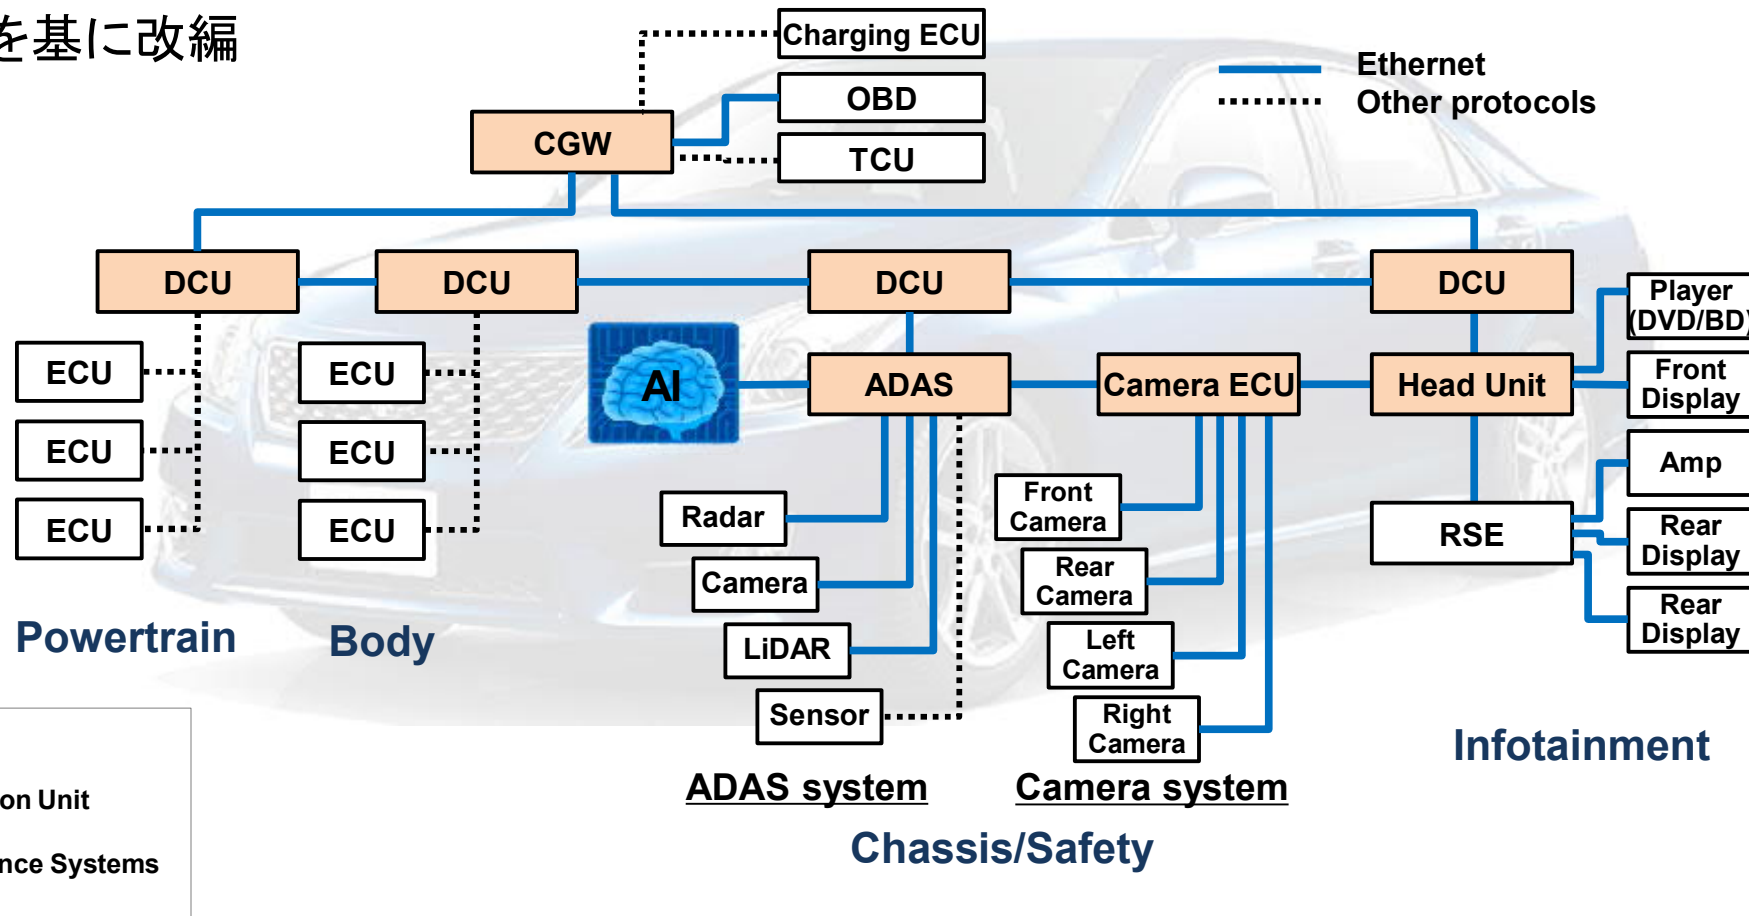 を基に改編
Charging ECU
OBD
TCU
CGW
Ethernet
Other protocols
DCU
DCU
DCU
DCU
Player
(DVD/BD)
ECU
ECU
AI
ADAS
Camera ECU
Head Unit
Front
Display
ECU
ECU
Amp
ECU
ECU
Radar
Front
Camera
RSE
Rear
Display
Camera
Rear
Camera
Rear
Display
LiDAR
Left
Camera
Sensor
Right
Camera
Powertrain
Body
Infotainment
ADAS system
Camera system
Chassis/Safety
on Unit
nce Systems